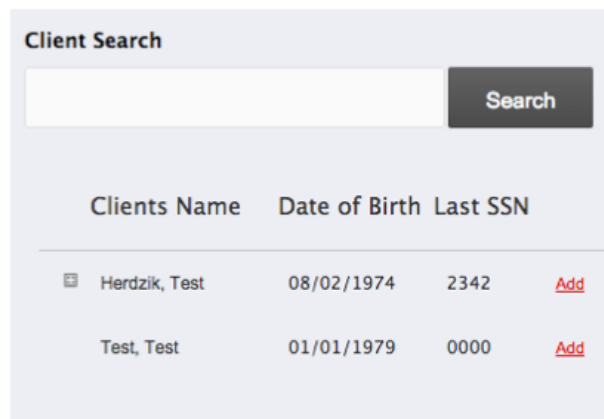 Client Search
Search
Clients Name Date of Birth Last SSN
Herdzik, Test 08/02/1974 2342 Add
Test, Test 01/01/1979 0000 Add